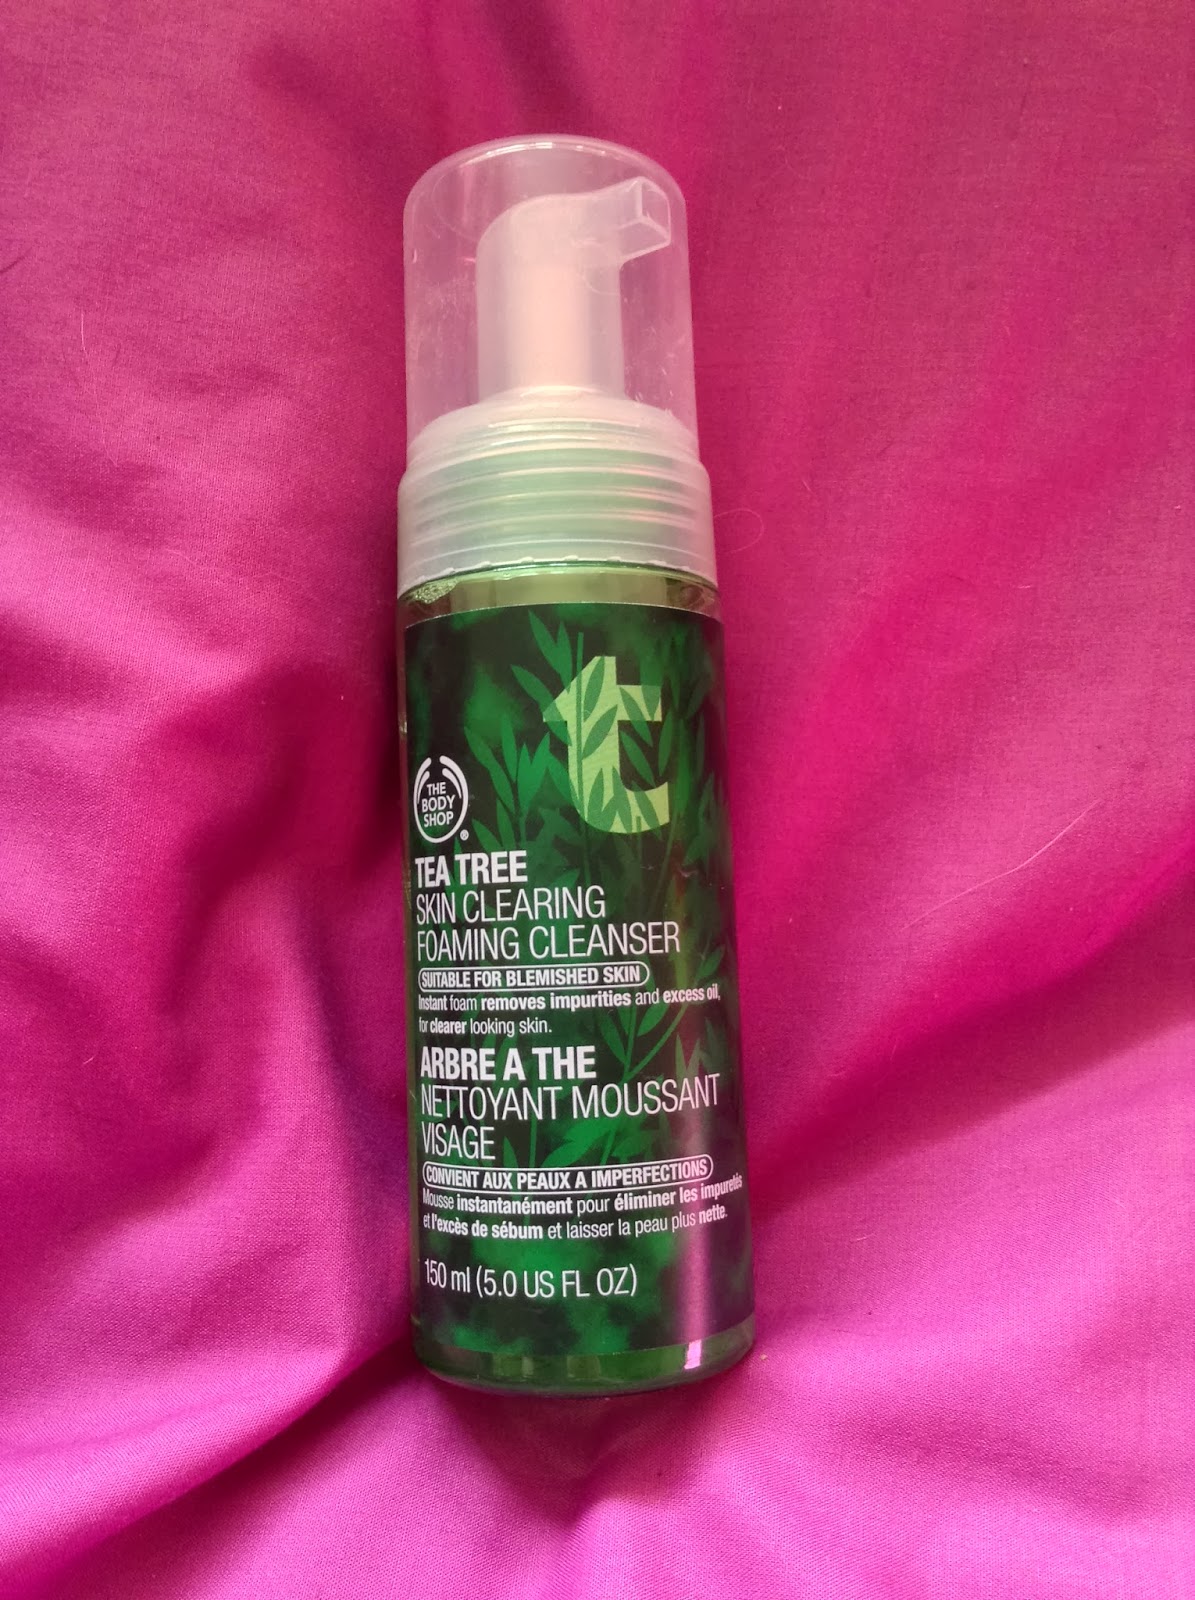 t
THE
BODY
SHOP
®
TEA TREE
SKIN CLEARING
FOAMING CLEANSER
SUITABLE FOR BLEMISHED SKIN
Instant foam removes impurities and excess oil,
for clearer looking skin.
ARBRE A THE
NETTOYANT MOUSSANT
VISAGE
CONVIENT AUX PEAUX A IMPERFECTIONS
Mousse instantanément pour éliminer les impuretés
et l'excès de sébum et laisser la peau plus nette.
150 ml (5.0 US FL OZ)